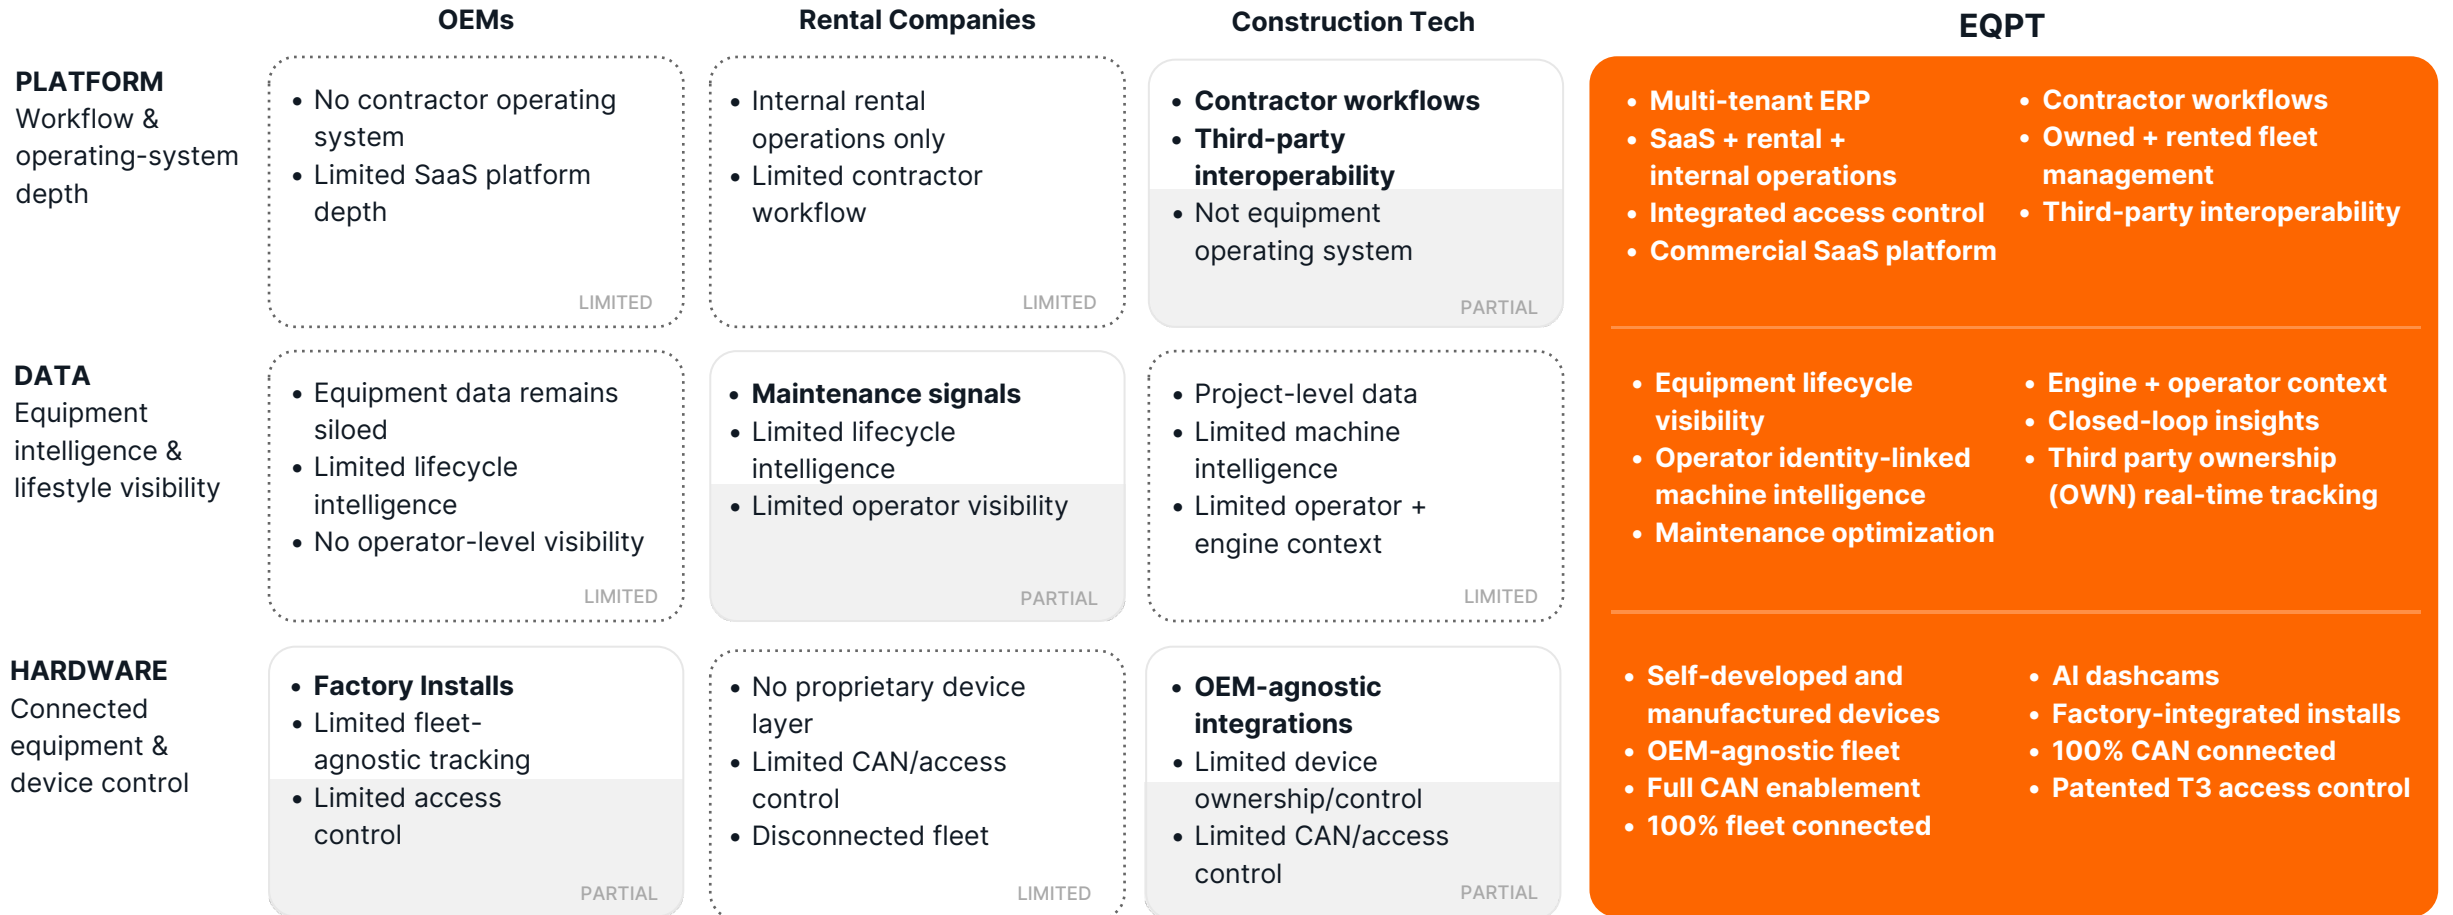 OEMs
Rental Companies
Construction Tech
EQPT
PLATFORM
Workflow &
operating-system
depth
• No contractor operating
system
• Limited SaaS platform
depth
LIMITED
• Internal rental
operations only
• Limited contractor
workflow
LIMITED
• Contractor workflows
• Third-party
interoperability
• Not equipment
operating system
PARTIAL
• Multi-tenant ERP
• SaaS + rental +
internal operations
• Integrated access control
• Commercial SaaS platform
• Contractor workflows
• Owned + rented fleet
management
• Third-party interoperability
DATA
Equipment
intelligence &
lifestyle visibility
• Equipment data remains
siloed
• Limited lifecycle
intelligence
• No operator-level visibility
LIMITED
• Maintenance signals
• Limited lifecycle
intelligence
• Limited operator visibility
PARTIAL
• Project-level data
• Limited machine
intelligence
• Limited operator +
engine context
LIMITED
• Equipment lifecycle
visibility
• Operator identity-linked
machine intelligence
• Maintenance optimization
• Engine + operator context
• Closed-loop insights
• Third party ownership
(OWN) real-time tracking
HARDWARE
Connected
equipment &
device control
• Factory Installs
• Limited fleet-
agnostic tracking
• Limited access
control
PARTIAL
• No proprietary device
layer
• Limited CAN/access
control
• Disconnected fleet
LIMITED
• OEM-agnostic
integrations
• Limited device
ownership/control
• Limited CAN/access
control
PARTIAL
• Self-developed and
manufactured devices
• OEM-agnostic fleet
• Full CAN enablement
• 100% fleet connected
• AI dashcams
• Factory-integrated installs
• 100% CAN connected
• Patented T3 access control